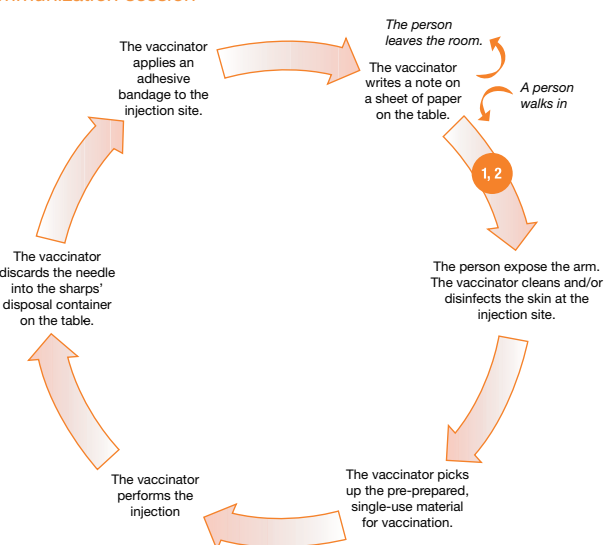 The person
leaves the room.
The vaccinator
writes a note on
a sheet of paper
on the table.
A person
walks in
1, 2
The person expose the arm.
The vaccinator cleans and/or
disinfects the skin at the
injection site.
The vaccinator picks
up the pre-prepared,
single-use material
for vaccination.
The vaccinator
performs the
injection
The vaccinator
discards the needle
into the sharps’
disposal container
on the table.
The vaccinator
applies an
adhesive
bandage to the
injection site.